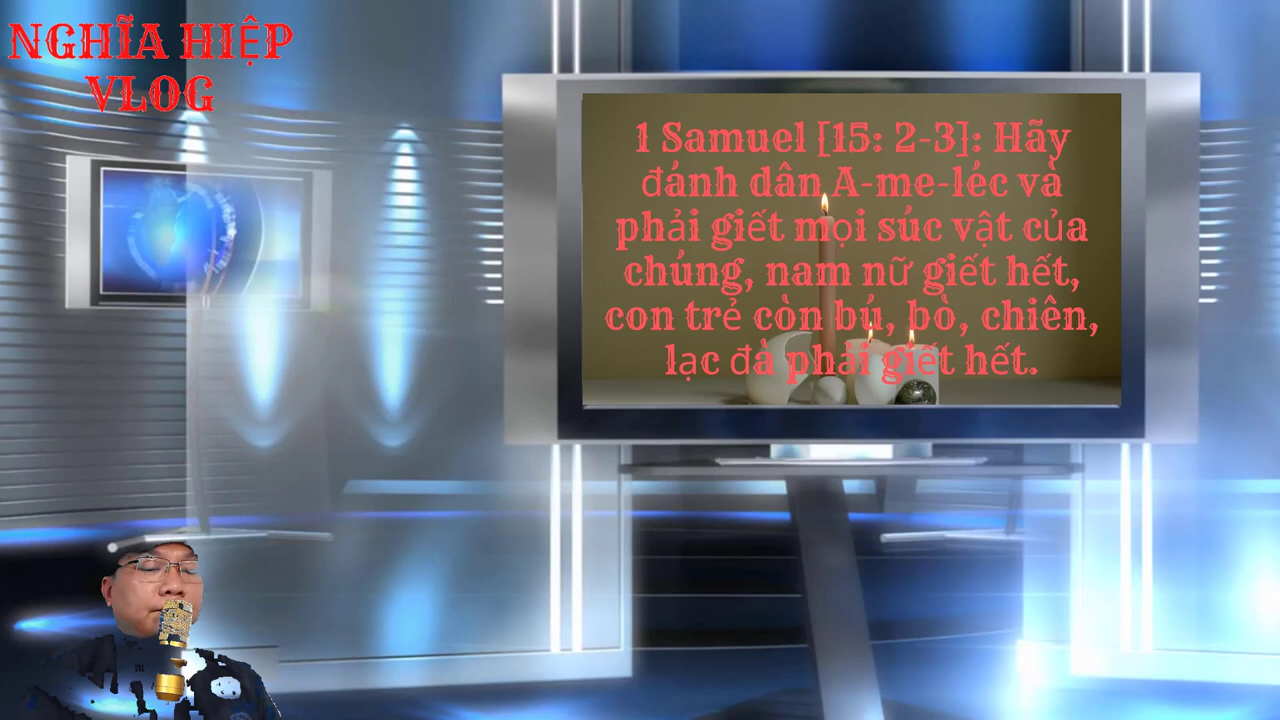 NGHĨA HIỆP
VLOG
1 Samuel [15: 2-3]: Hãy
đánh dân A-me-léc và
phải giết mọi súc vật của
chúng, nam nữ giết hết,
con trẻ còn bú, bò, chiên,
lạc đà phải giết hết.